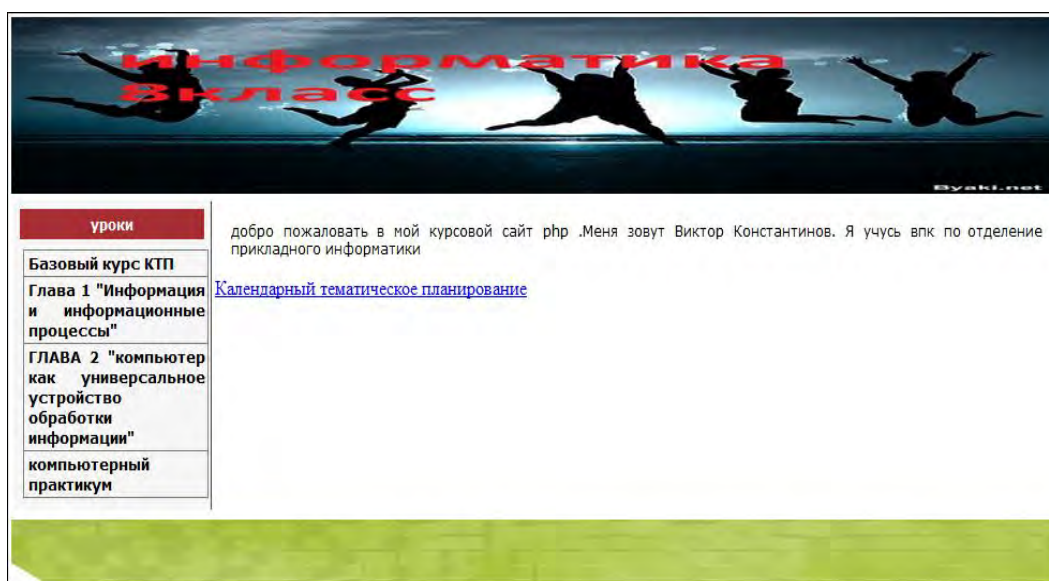 информатика
8класс
Byaki.net
уроки
Базовый курс КТП
Глава 1 "Информация
и информационные
процессы"
ГЛАВА 2 "компьютер
как универсальное
устройство
обработки
информации"
компьютерный
практикум
добро пожаловать в мой курсовой сайт php .Меня зовут Виктор Константинов. Я учусь впк по отделение
прикладного информатики
Календарный тематическое планирование